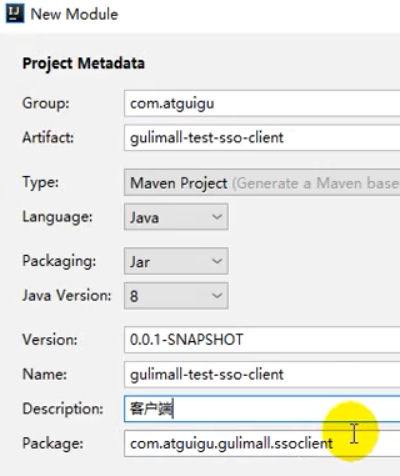 New Module
Project Metadata
Group: com.atguigu
Artifact: gulimall-test-sso-client
Type: Maven Project (Generate a Maven base
Language: Java
Packaging: Jar
Java Version: 8
Version: 0.0.1-SNAPSHOT
Name: gulimall-test-sso-client
Description: 客户端
Package: com.atguigu.gulimall.ssoclient